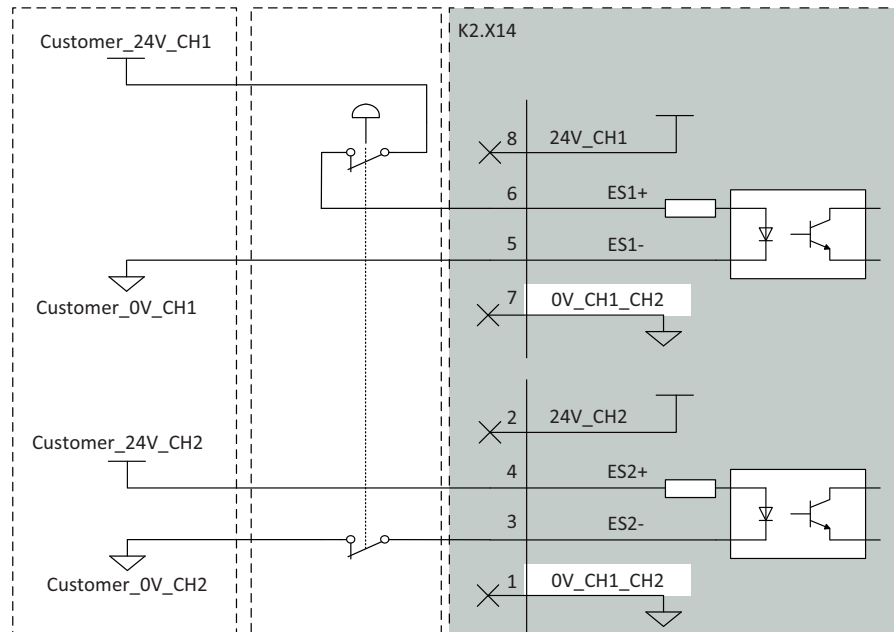 K2.X14
Customer_24V_CH1
8 24V_CH1
6 ES1+
5 ES1-
Customer_0V_CH1
7 0V_CH1_CH2
2 24V_CH2
Customer_24V_CH2
4 ES2+
3 ES2-
Customer_0V_CH2
1 0V_CH1_CH2